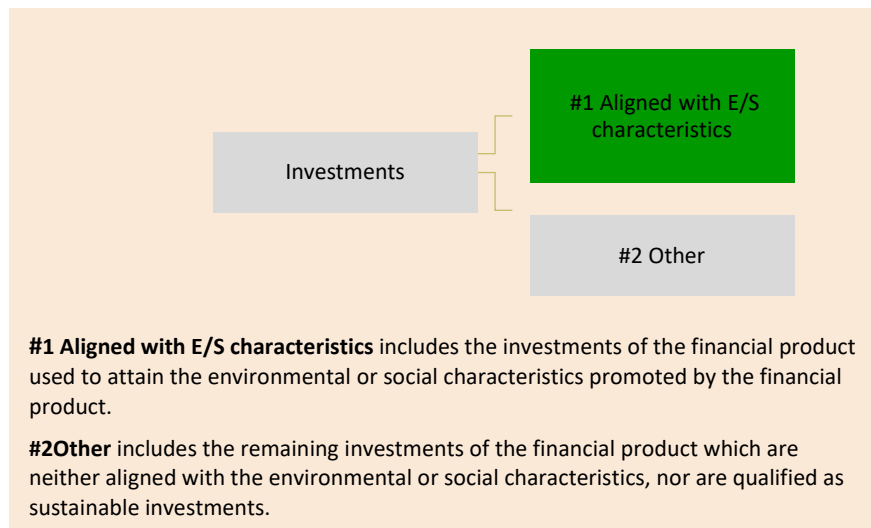 #1 Aligned with E/S
characteristics
Investments
#2 Other
#1 Aligned with E/S characteristics includes the investments of the financial product
used to attain the environmental or social characteristics promoted by the financial
product.
#2Other includes the remaining investments of the financial product which are
neither aligned with the environmental or social characteristics, nor are qualified as
sustainable investments.